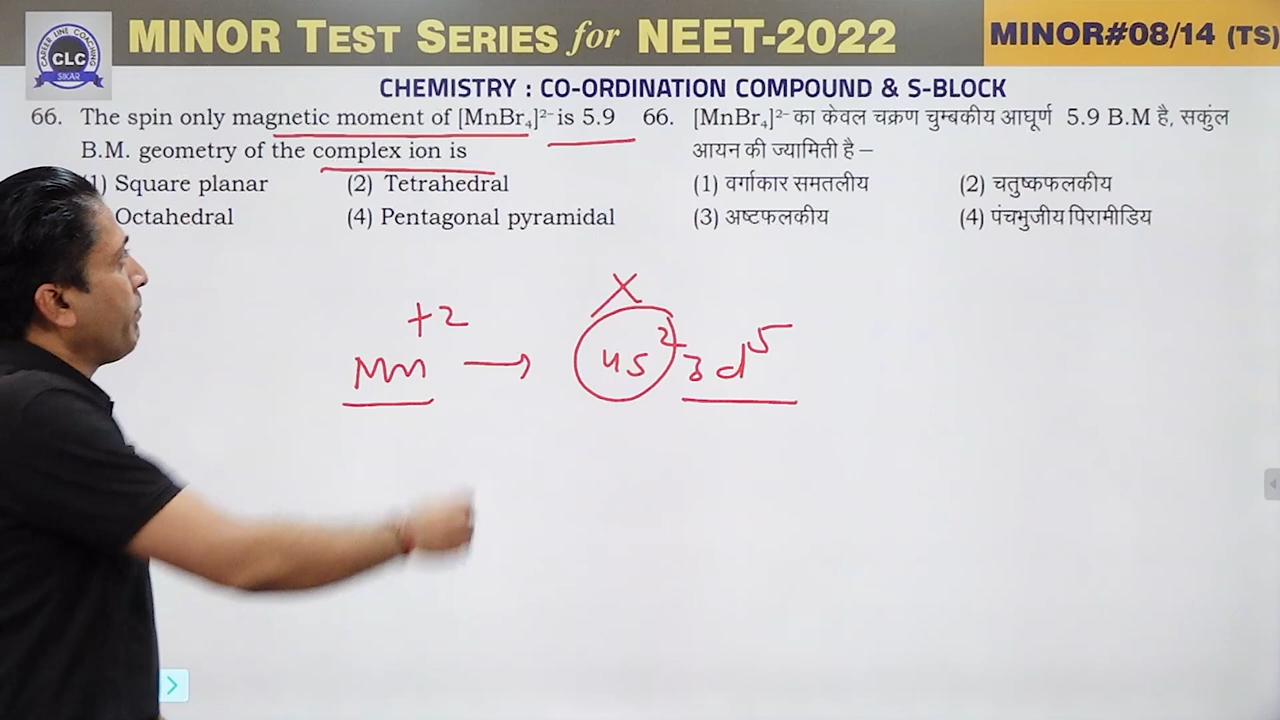 CAREER LINE COACHING
CLC
SIKAR
MINOR TEST SERIES for NEET-2022
MINOR#08/14 (TS)
CHEMISTRY : CO-ORDINATION COMPOUND & S-BLOCK
66. The spin only magnetic moment of [MnBr₄]²⁻ is 5.9
B.M. geometry of the complex ion is
1) Square planar (2) Tetrahedral
Octahedral (4) Pentagonal pyramidal
66. [MnBr₄]²⁻ का केवल चक्रण चुम्बकीय आघूर्ण 5.9 B.M है, सकुंल
आयन की ज्यामिती है –
(1) वर्गाकार समतलीय (2) चतुष्कफलकीय
(3) अष्टफलकीय (4) पंचभुजीय पिरामीडिय
X
Mn⁺² → 4s² 3d⁵